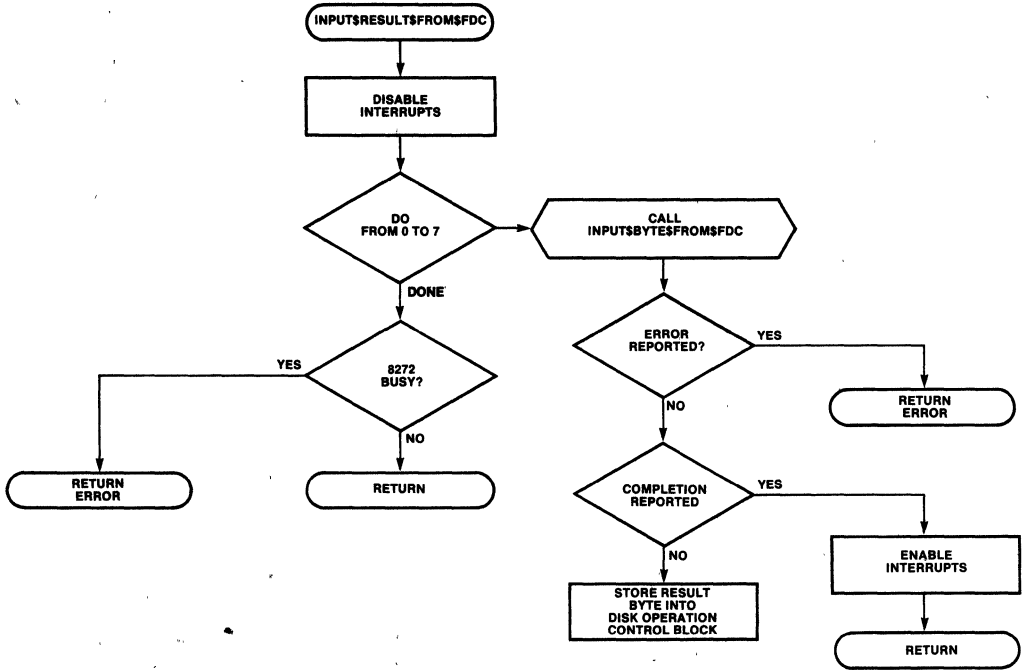 INPUT$RESULT$FROM$FDC
DISABLE
INTERRUPTS
DO
FROM 0 TO 7
CALL
INPUT$BYTE$FROM$FDC
DONE
ERROR
REPORTED?
YES
8272
BUSY?
YES
NO
RETURN
ERROR
NO
RETURN
ERROR
RETURN
COMPLETION
REPORTED
YES
NO
ENABLE
INTERRUPTS
STORE RESULT
BYTE INTO
DISK OPERATION
CONTROL BLOCK
RETURN